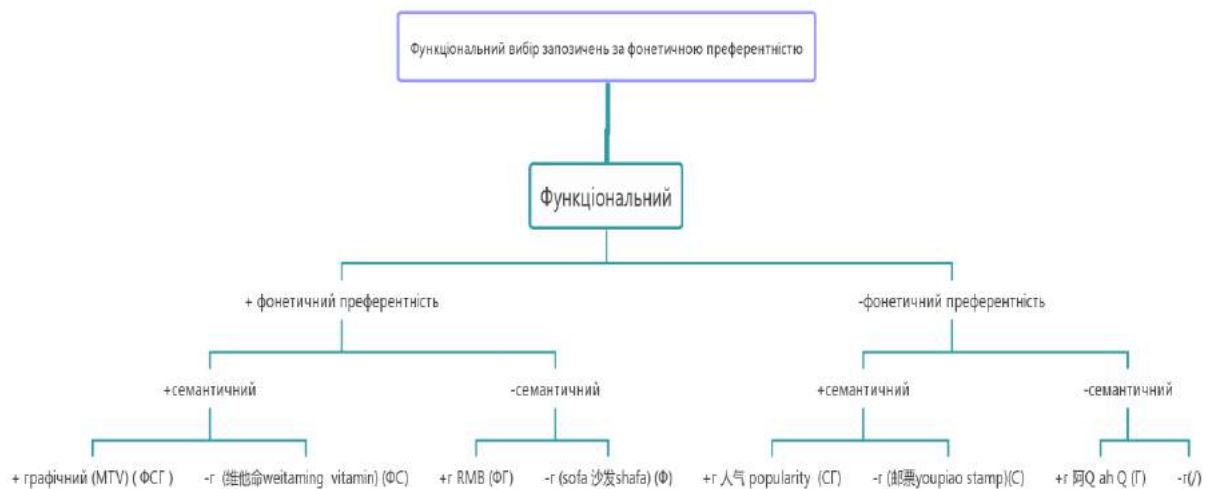 Функціональний вибір запозичень за фонетичною преферентністю
Функціональний
+ фонетичний преферентність
-фонетичний преферентність
+семантичний
-семантичний
+семантичний
-семантичний
+ графічний (MTV) ( ФСГ )
-г (维他命weitaming vitamin) (ФС)
+г RMB (ФГ)
-г (sofa 沙发shafa) (Ф)
+г 人气 popularity (СГ)
-г (邮票youpiao stamp)(С)
+г 阿Q ah Q (Г)
-г(/)